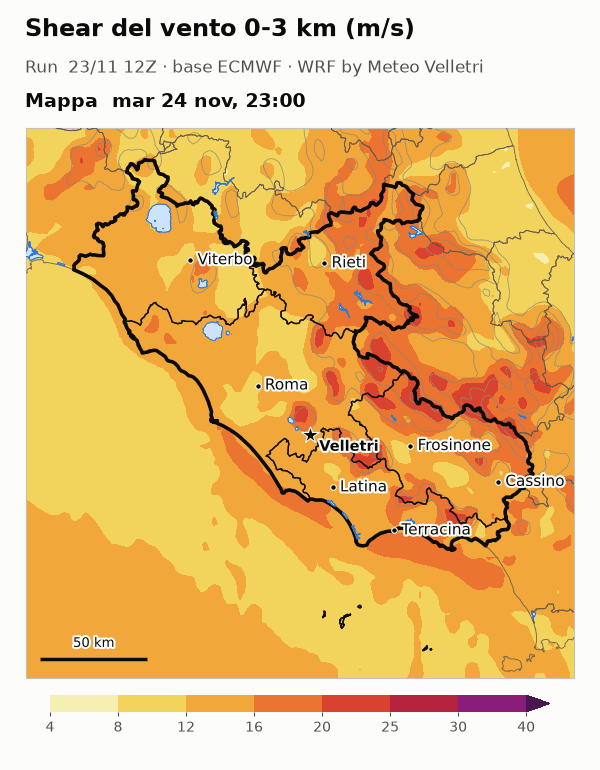 Shear del vento 0-3 km (m/s)
Run  23/11 12Z · base ECMWF · WRF by Meteo Velletri
Mappa  mar 24 nov, 23:00
Viterbo
Rieti
Roma
Velletri
Frosinone
Cassino
Latina
Terracina
50 km
4 8 12 16 20 25 30 40